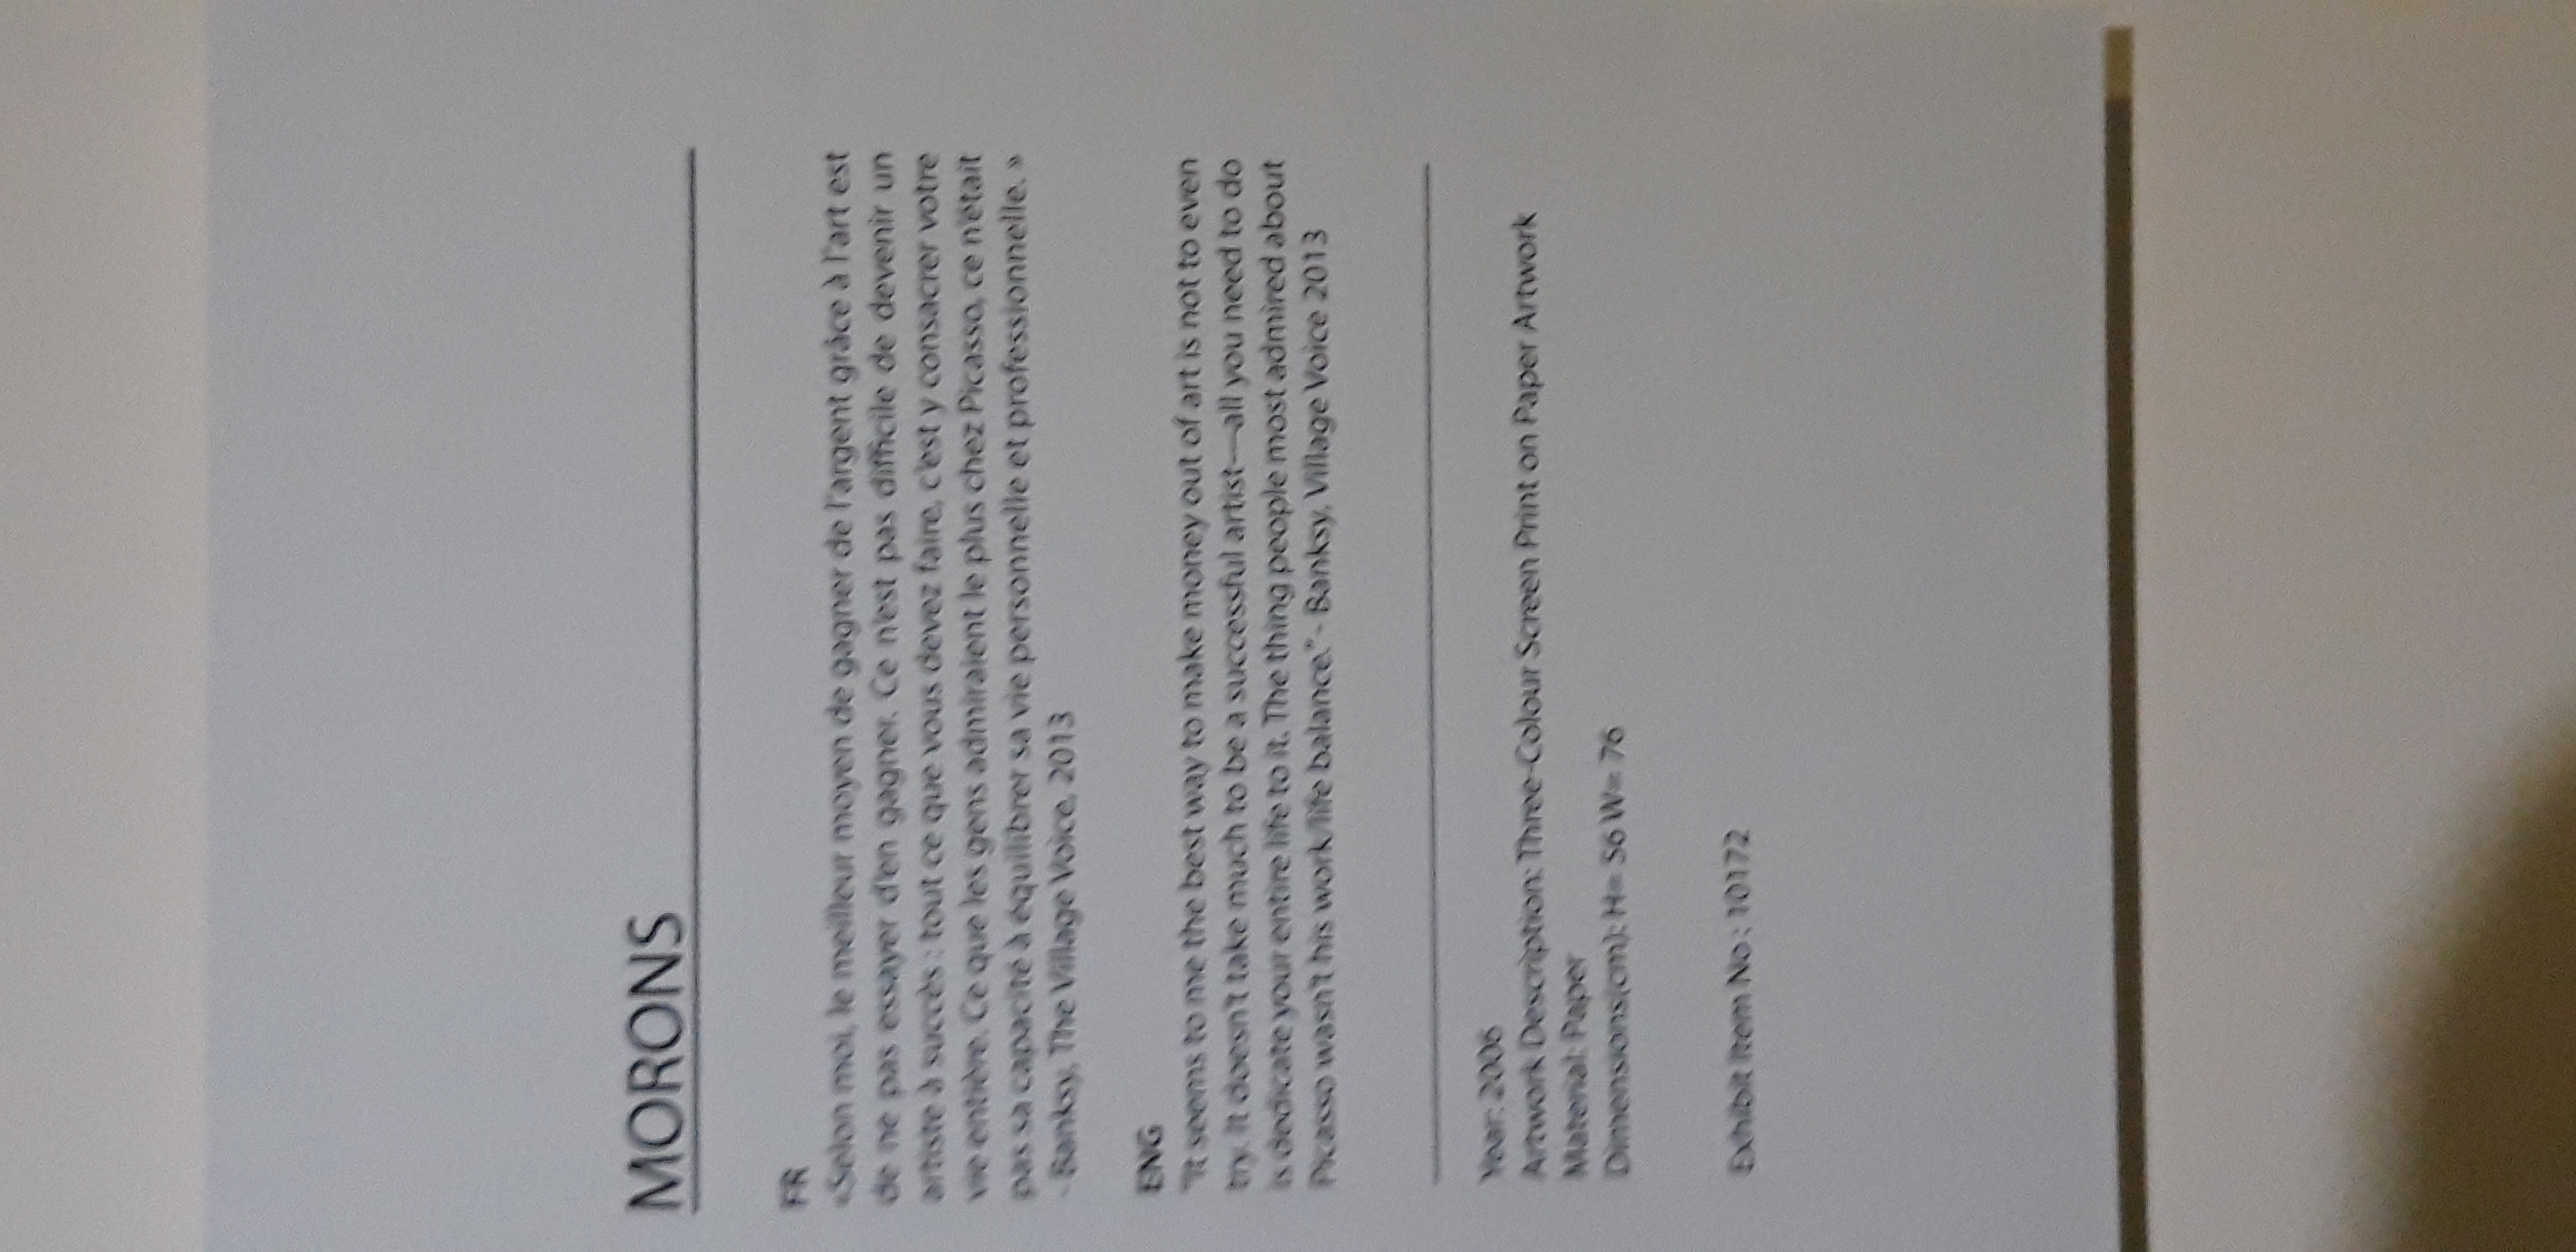 MORONS
FR
«Selon moi, le meilleur moyen de gagner de l'argent grâce à l'art est
de ne pas essayer d'en gagner. Ce n'est pas difficile de devenir un
artiste à succès : tout ce que vous devez faire, c'est y consacrer votre
vie entière. Ce que les gens admiraient le plus chez Picasso, ce n'était
pas sa capacité à équilibrer sa vie personnelle et professionnelle. »
- Banksy, The Village Voice, 2013
ENG
"It seems to me the best way to make money out of art is not to even
try. It doesn't take much to be a successful artist—all you need to do
is dedicate your entire life to it. The thing people most admired about
Picasso wasn't his work/life balance." - Banksy, Village Voice 2013
Year: 2006
Artwork Description: Three-Colour Screen Print on Paper Artwork
Material: Paper
Dimensions(cm): H= 56 W= 76
Exhibit Item No : 10172